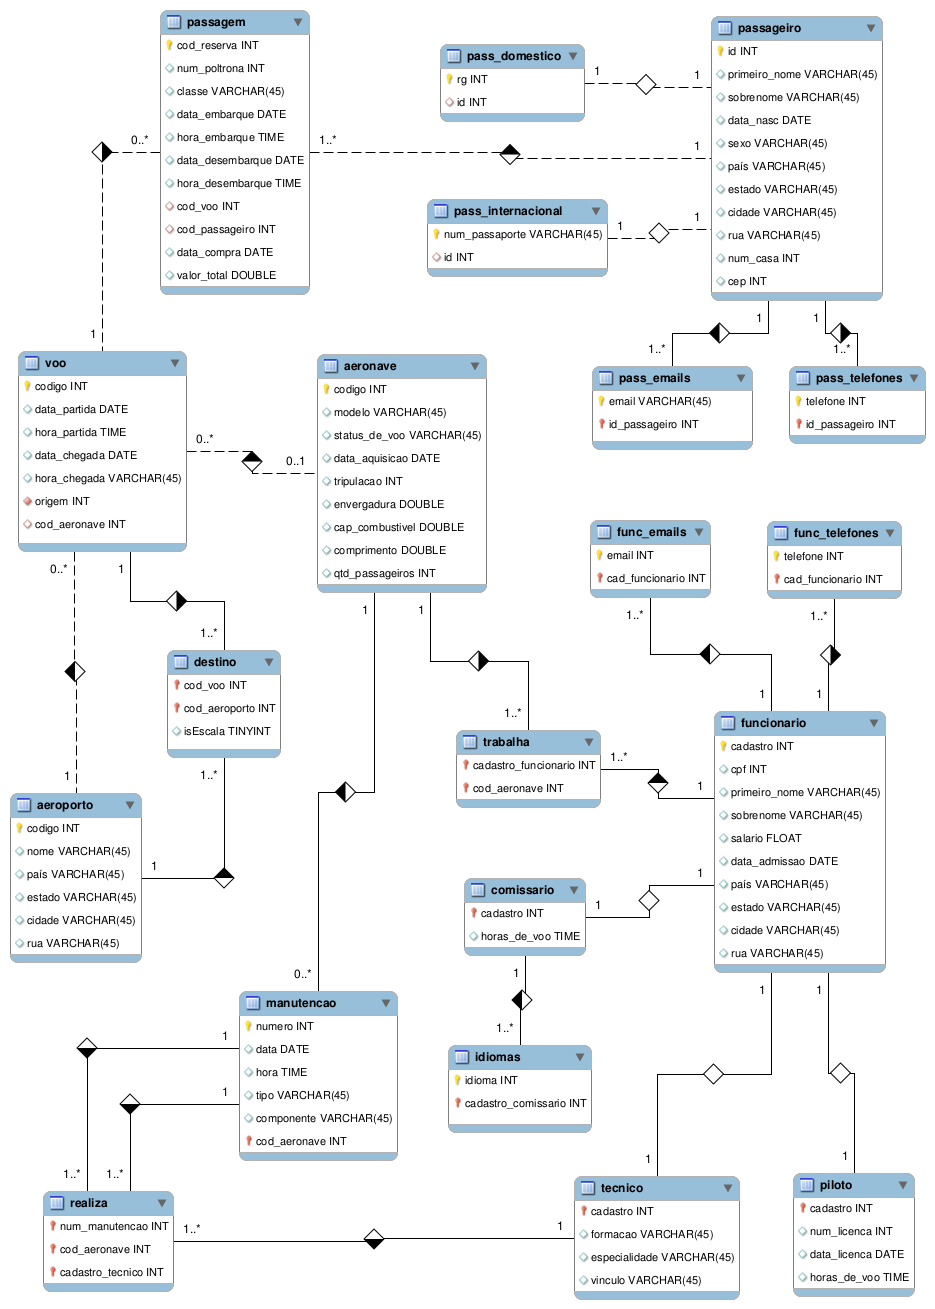 passagem
cod_reserva INT
num_poltrona INT
classe VARCHAR(45)
data_embarque DATE
hora_embarque TIME
data_desembarque DATE
hora_desembarque TIME
cod_voo INT
cod_passageiro INT
data_compra DATE
valor_total DOUBLE
0..*
1
1..*
1
pass_domestico
rg INT
id INT
1
1
pass_internacional
num_passaporte VARCHAR(45)
id INT
1
1
passageiro
id INT
primeiro_nome VARCHAR(45)
sobrenome VARCHAR(45)
data_nasc DATE
sexo VARCHAR(45)
país VARCHAR(45)
estado VARCHAR(45)
cidade VARCHAR(45)
rua VARCHAR(45)
num_casa INT
cep INT
1
1..*
1
1..*
pass_emails
email VARCHAR(45)
id_passageiro INT
pass_telefones
telefone INT
id_passageiro INT
voo
codigo INT
data_partida DATE
hora_partida TIME
data_chegada DATE
hora_chegada VARCHAR(45)
origem INT
cod_aeronave INT
0..*
0..1
aeronave
codigo INT
modelo VARCHAR(45)
status_de_voo VARCHAR(45)
data_aquisicao DATE
tripulacao INT
envergadura DOUBLE
cap_combustivel DOUBLE
comprimento DOUBLE
qtd_passageiros INT
func_emails
email INT
cad_funcionario INT
func_telefones
telefone INT
cad_funcionario INT
1..*
1
1..*
1
0..*
1
1
1..*
destino
cod_voo INT
cod_aeroporto INT
isEscala TINYINT
1..*
1
aeroporto
codigo INT
nome VARCHAR(45)
país VARCHAR(45)
estado VARCHAR(45)
cidade VARCHAR(45)
rua VARCHAR(45)
1
0..*
1
1..*
trabalha
cadastro_funcionario INT
cod_aeronave INT
1..*
1
funcionario
cadastro INT
cpf INT
primeiro_nome VARCHAR(45)
sobrenome VARCHAR(45)
salario FLOAT
data_admissao DATE
país VARCHAR(45)
estado VARCHAR(45)
cidade VARCHAR(45)
rua VARCHAR(45)
comissario
cadastro INT
horas_de_voo TIME
1
1
1
1..*
idiomas
idioma INT
cadastro_comissario INT
manutencao
numero INT
data DATE
hora TIME
tipo VARCHAR(45)
componente VARCHAR(45)
cod_aeronave INT
1
1..*
1
1..*
realiza
num_manutencao INT
cod_aeronave INT
cadastro_tecnico INT
1..*
1
1
1
tecnico
cadastro INT
formacao VARCHAR(45)
especialidade VARCHAR(45)
vinculo VARCHAR(45)
1
1
piloto
cadastro INT
num_licenca INT
data_licenca DATE
horas_de_voo TIME